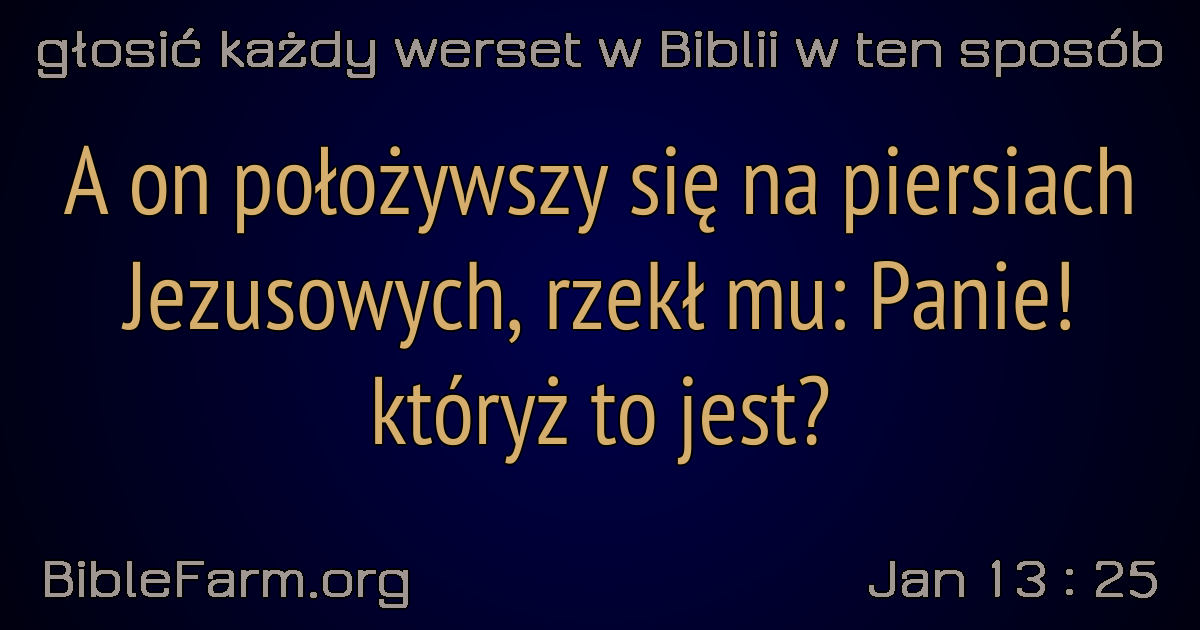 głosić każdy werset w Biblii w ten sposób
A on położywszy się na piersiach
Jezusowych, rzekł mu: Panie!
któryż to jest?
BibleFarm.org
Jan 13 : 25